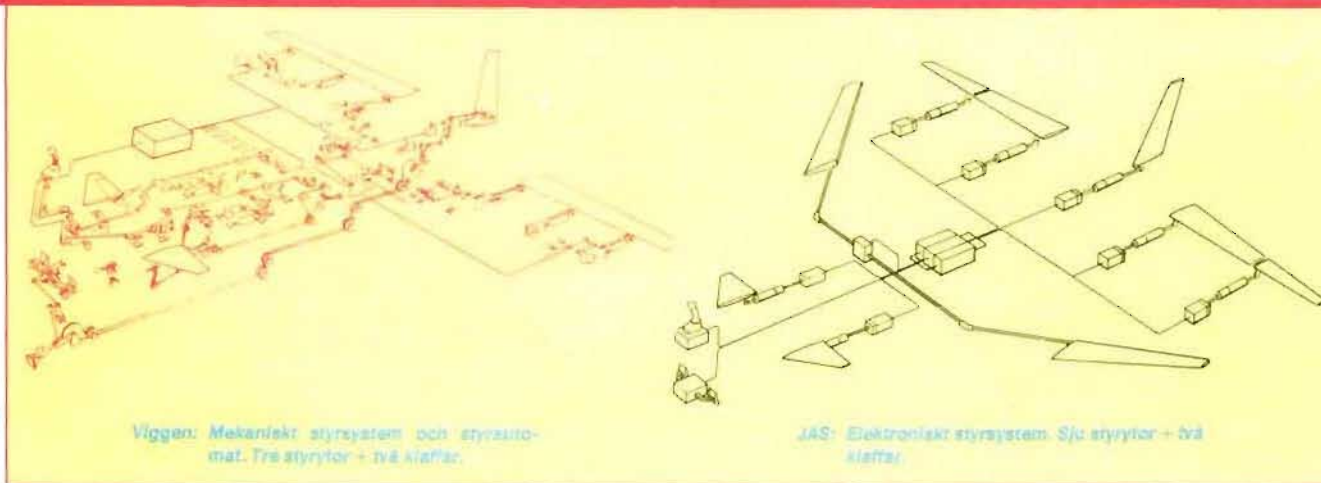 Viggen: Mekaniskt styrsystem och styrauto-
mat. Tre styrytor + två klaffar.
JAS: Elektroniskt styrsystem. Sju styrytor + två
klaffar.